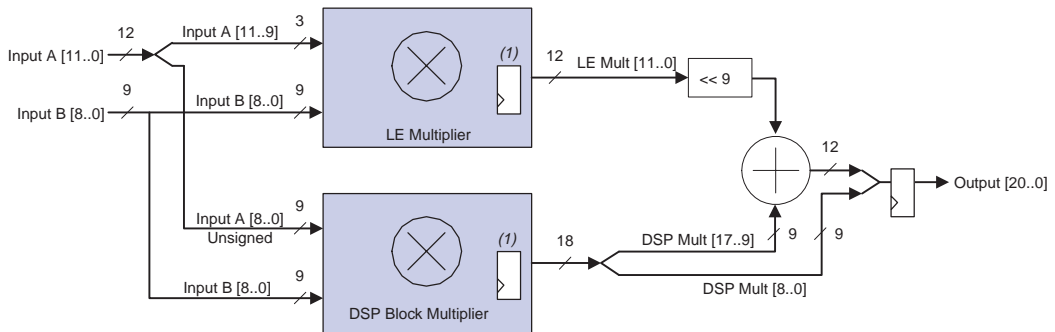 12
Input A [11..0]
Input A [11..9]
3
9
Input B [8..0]
Input B [8..0]
9
(1)
LE Multiplier
12
LE Mult [11..0]
<< 9
12
Output [20..0]
Input A [8..0]
9
Unsigned
Input B [8..0]
9
(1)
DSP Block Multiplier
18
DSP Mult [17..9]
9
9
DSP Mult [8..0]